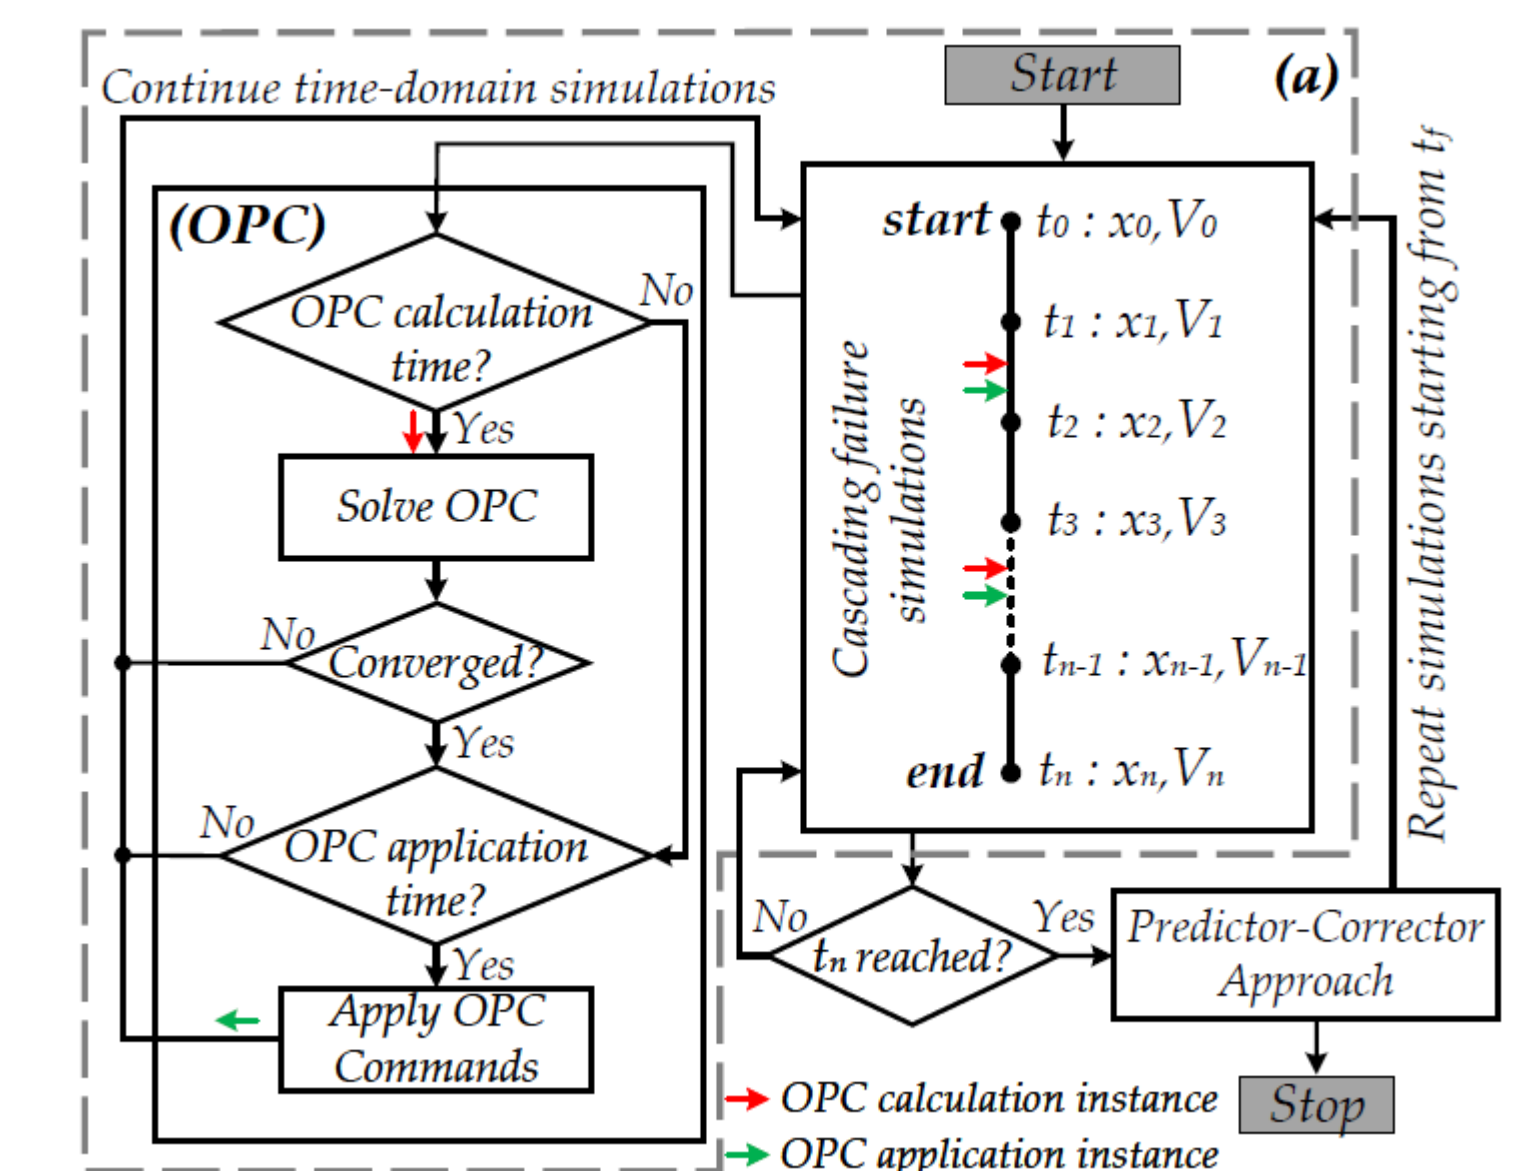 Continue time-domain simulations
Start
(a)
(OPC)
OPC calculation
time?
No
Yes
Solve OPC
Converged?
No
Yes
OPC application
time?
No
Yes
Apply OPC
Commands
start
t0 : x0,V0
t1 : x1,V1
t2 : x2,V2
t3 : x3,V3
tn-1 : xn-1,Vn-1
end
tn : xn,Vn
Cascading failure
simulations
Repeat simulations starting from tf
tn reached?
No
Yes
Predictor-Corrector
Approach
Stop
OPC calculation instance
OPC application instance